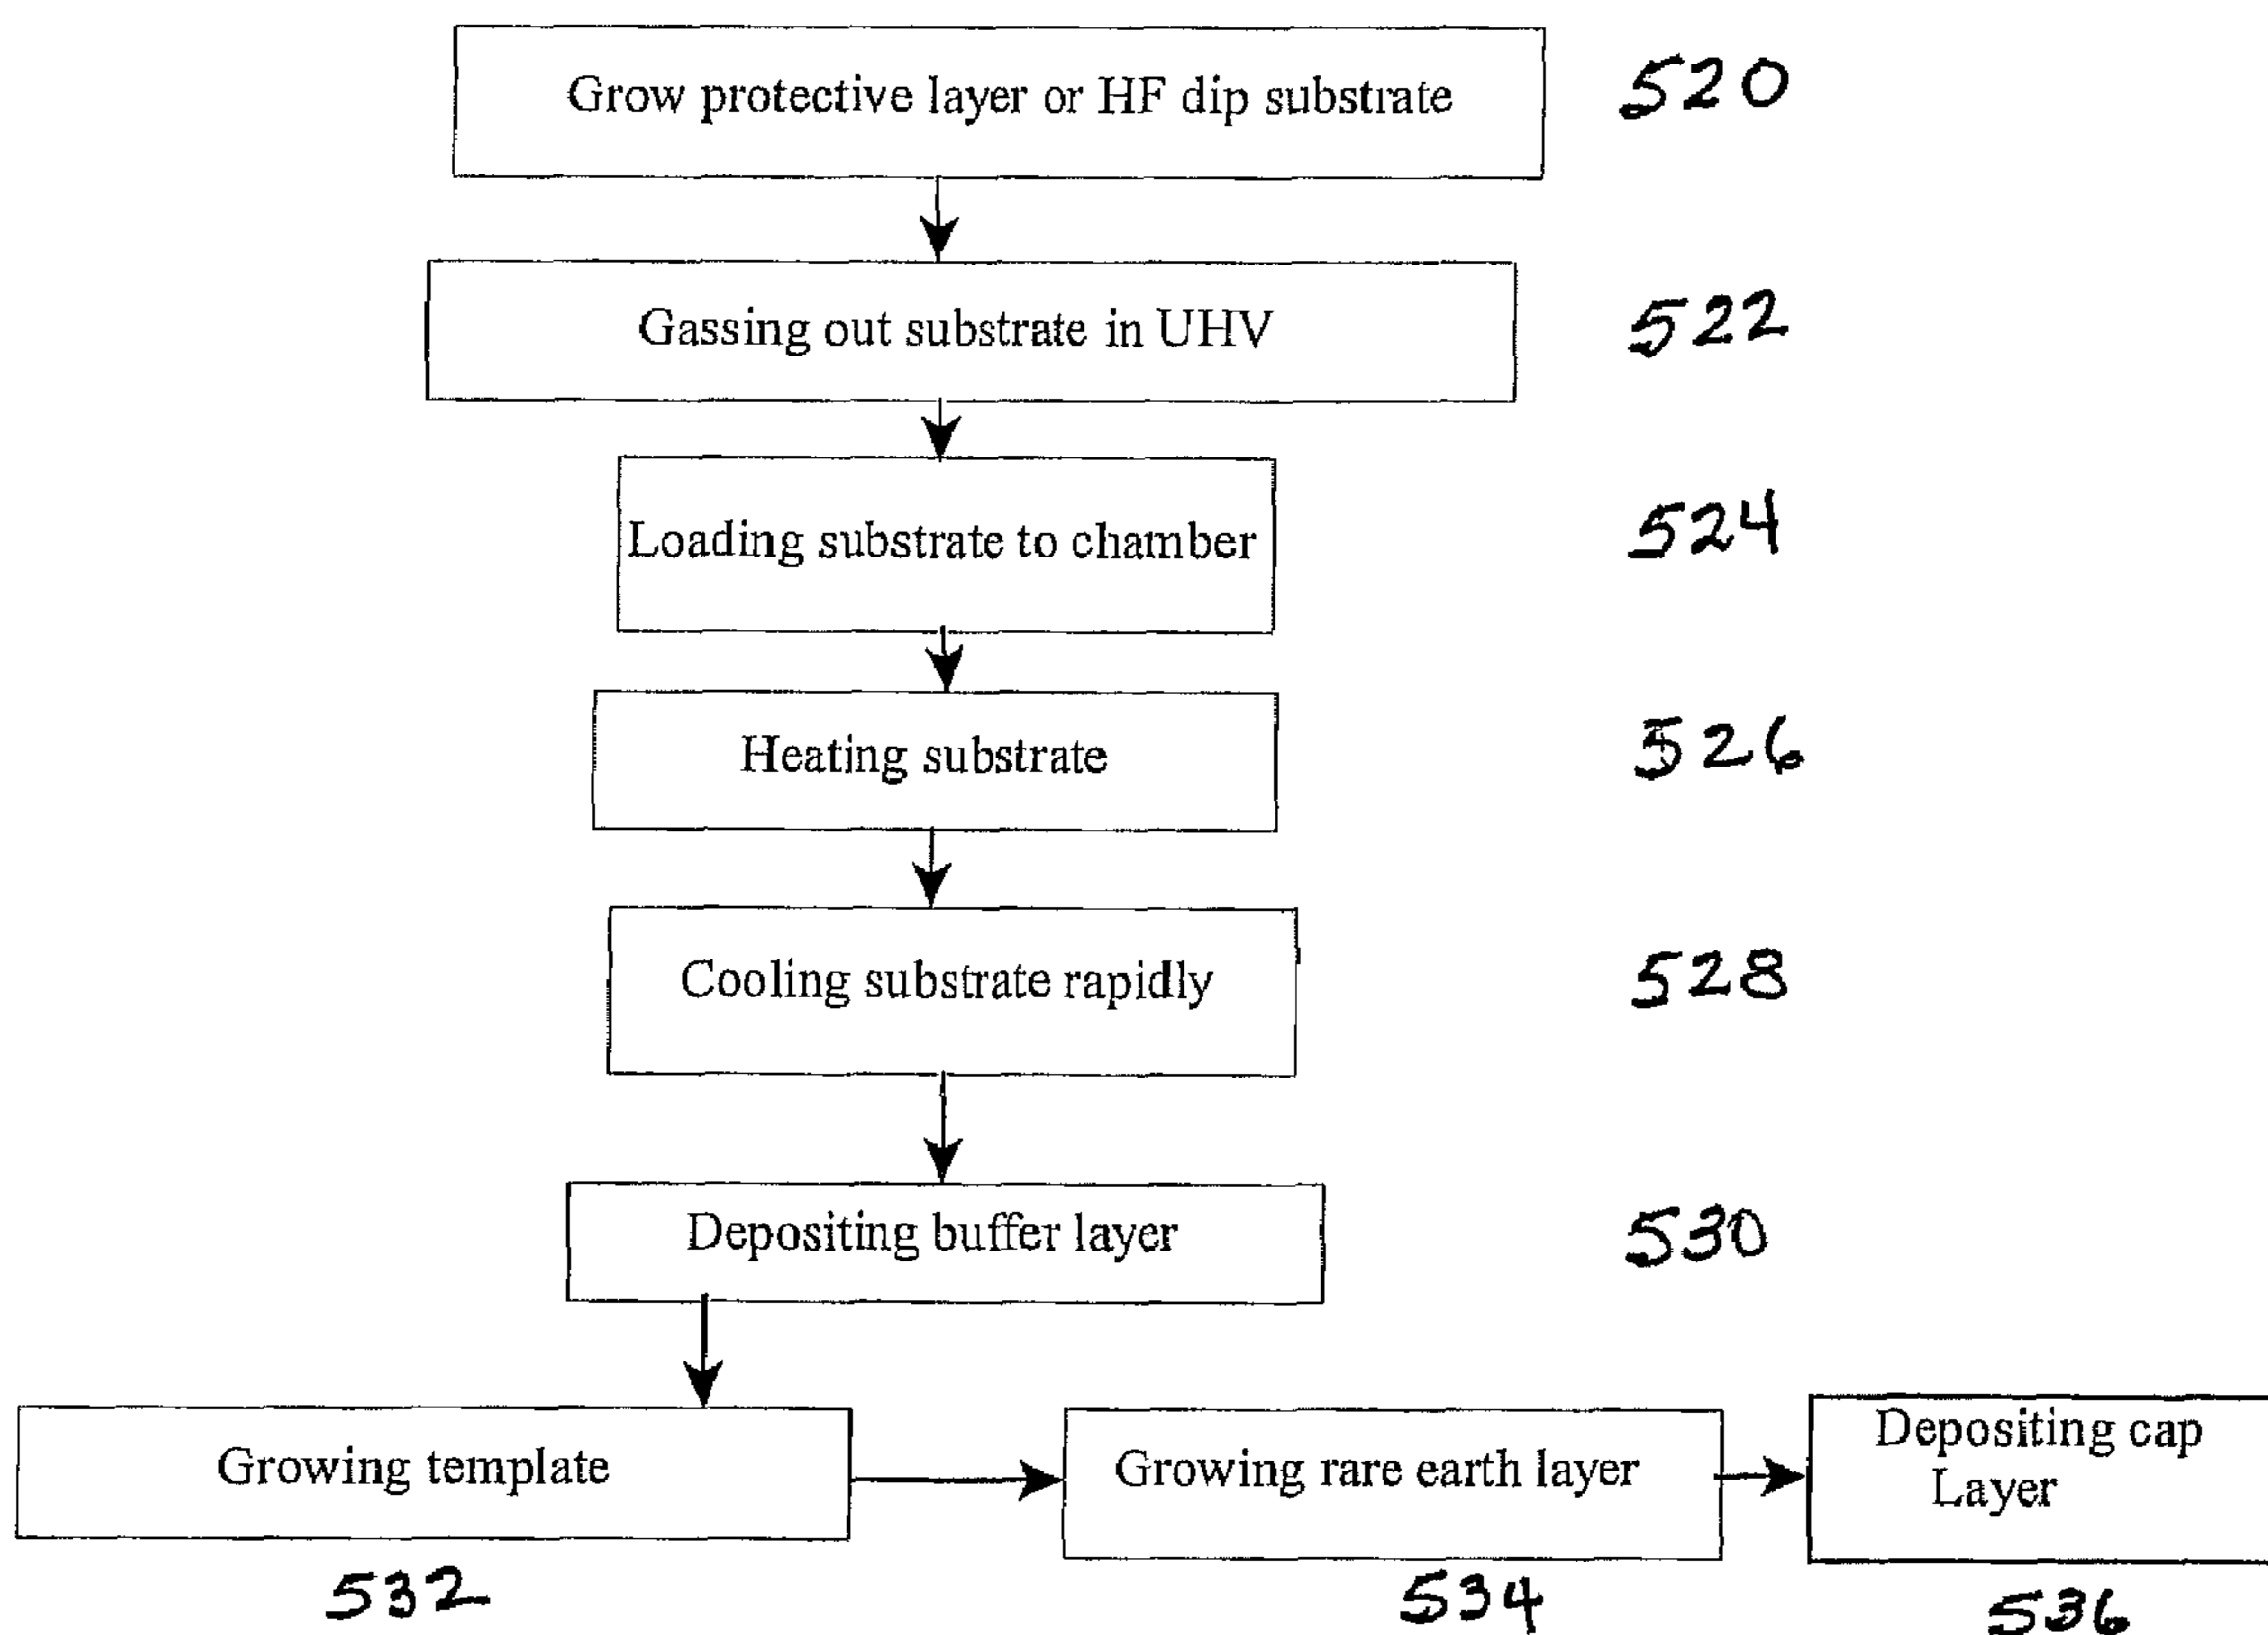 Grow protective layer or HF dip substrate
520
Gassing out substrate in UHV
522
Loading substrate to chamber
524
Heating substrate
526
Cooling substrate rapidly
528
Depositing buffer layer
530
Growing template
532
Growing rare earth layer
534
Depositing cap
Layer
536